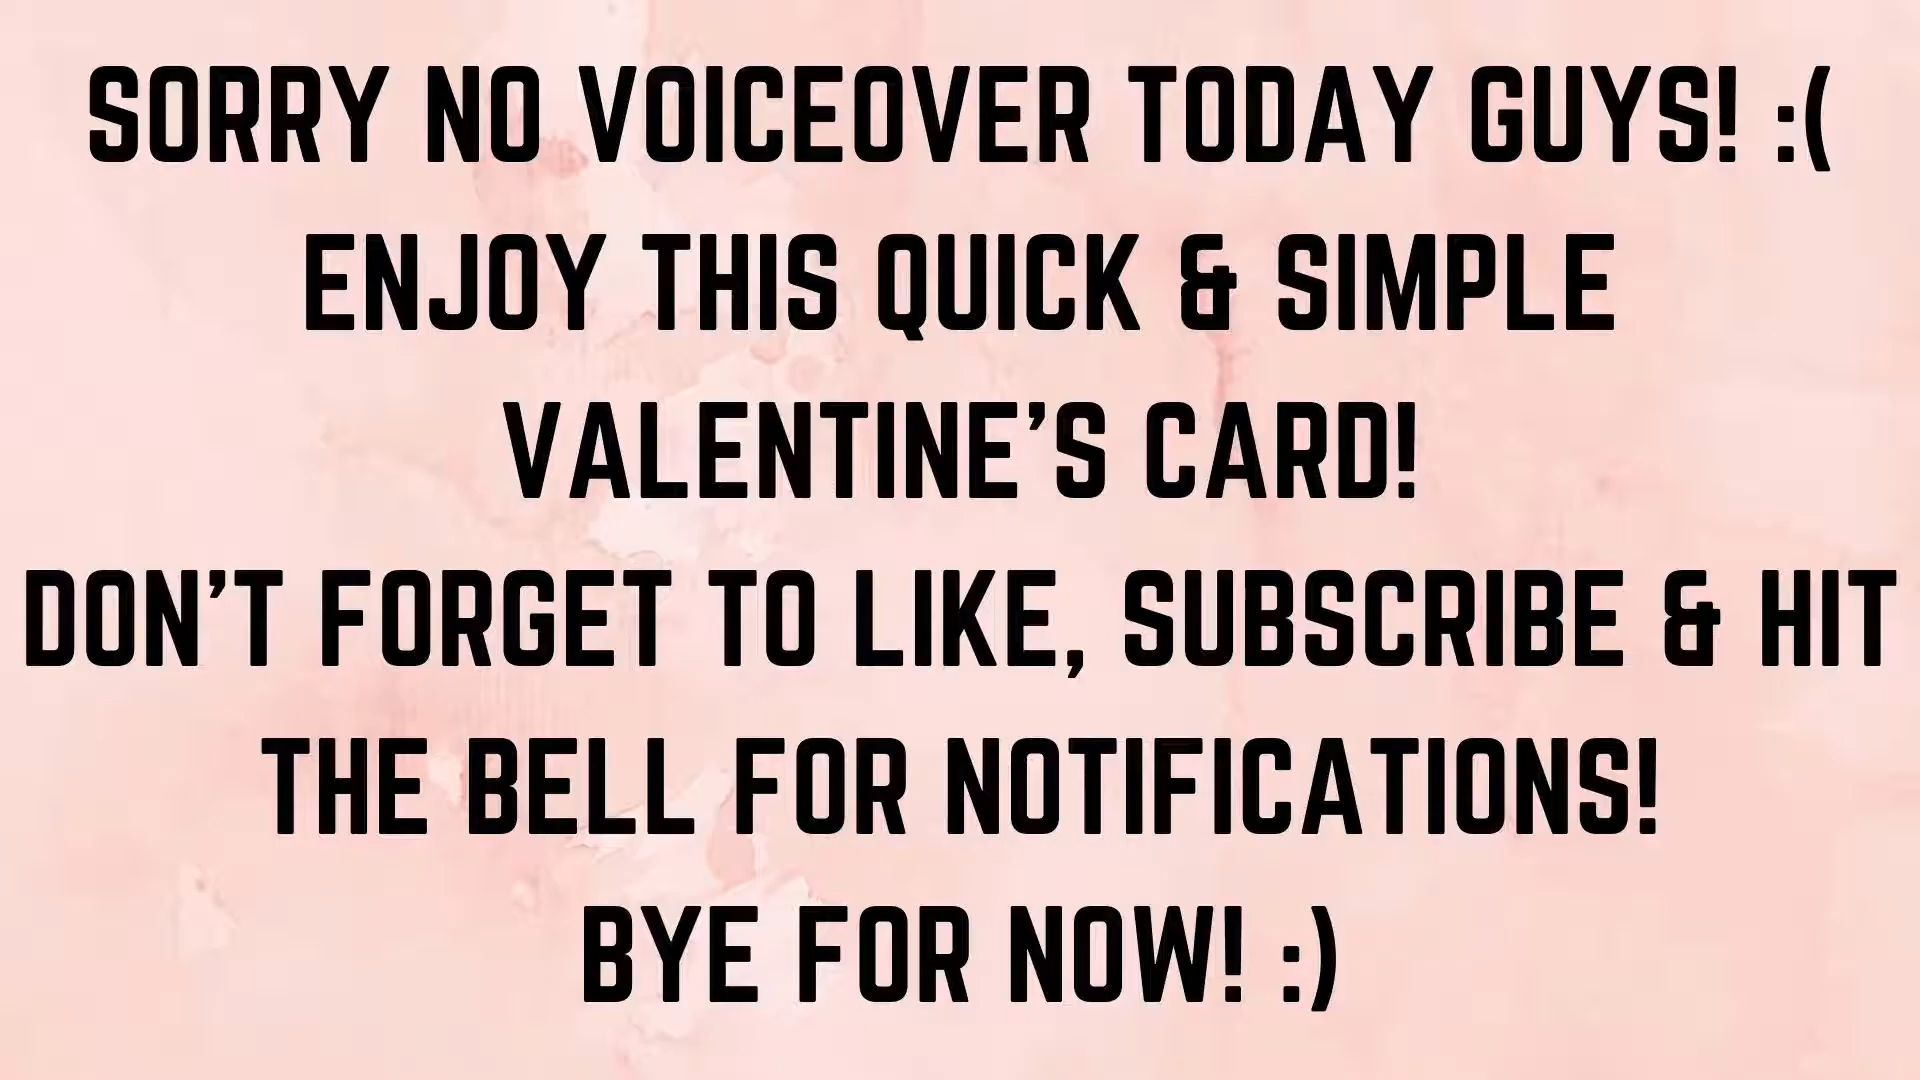 SORRY NO VOICEOVER TODAY GUYS! :(
ENJOY THIS QUICK & SIMPLE
VALENTINE'S CARD!
DON'T FORGET TO LIKE, SUBSCRIBE & HIT
THE BELL FOR NOTIFICATIONS!
BYE FOR NOW! :)